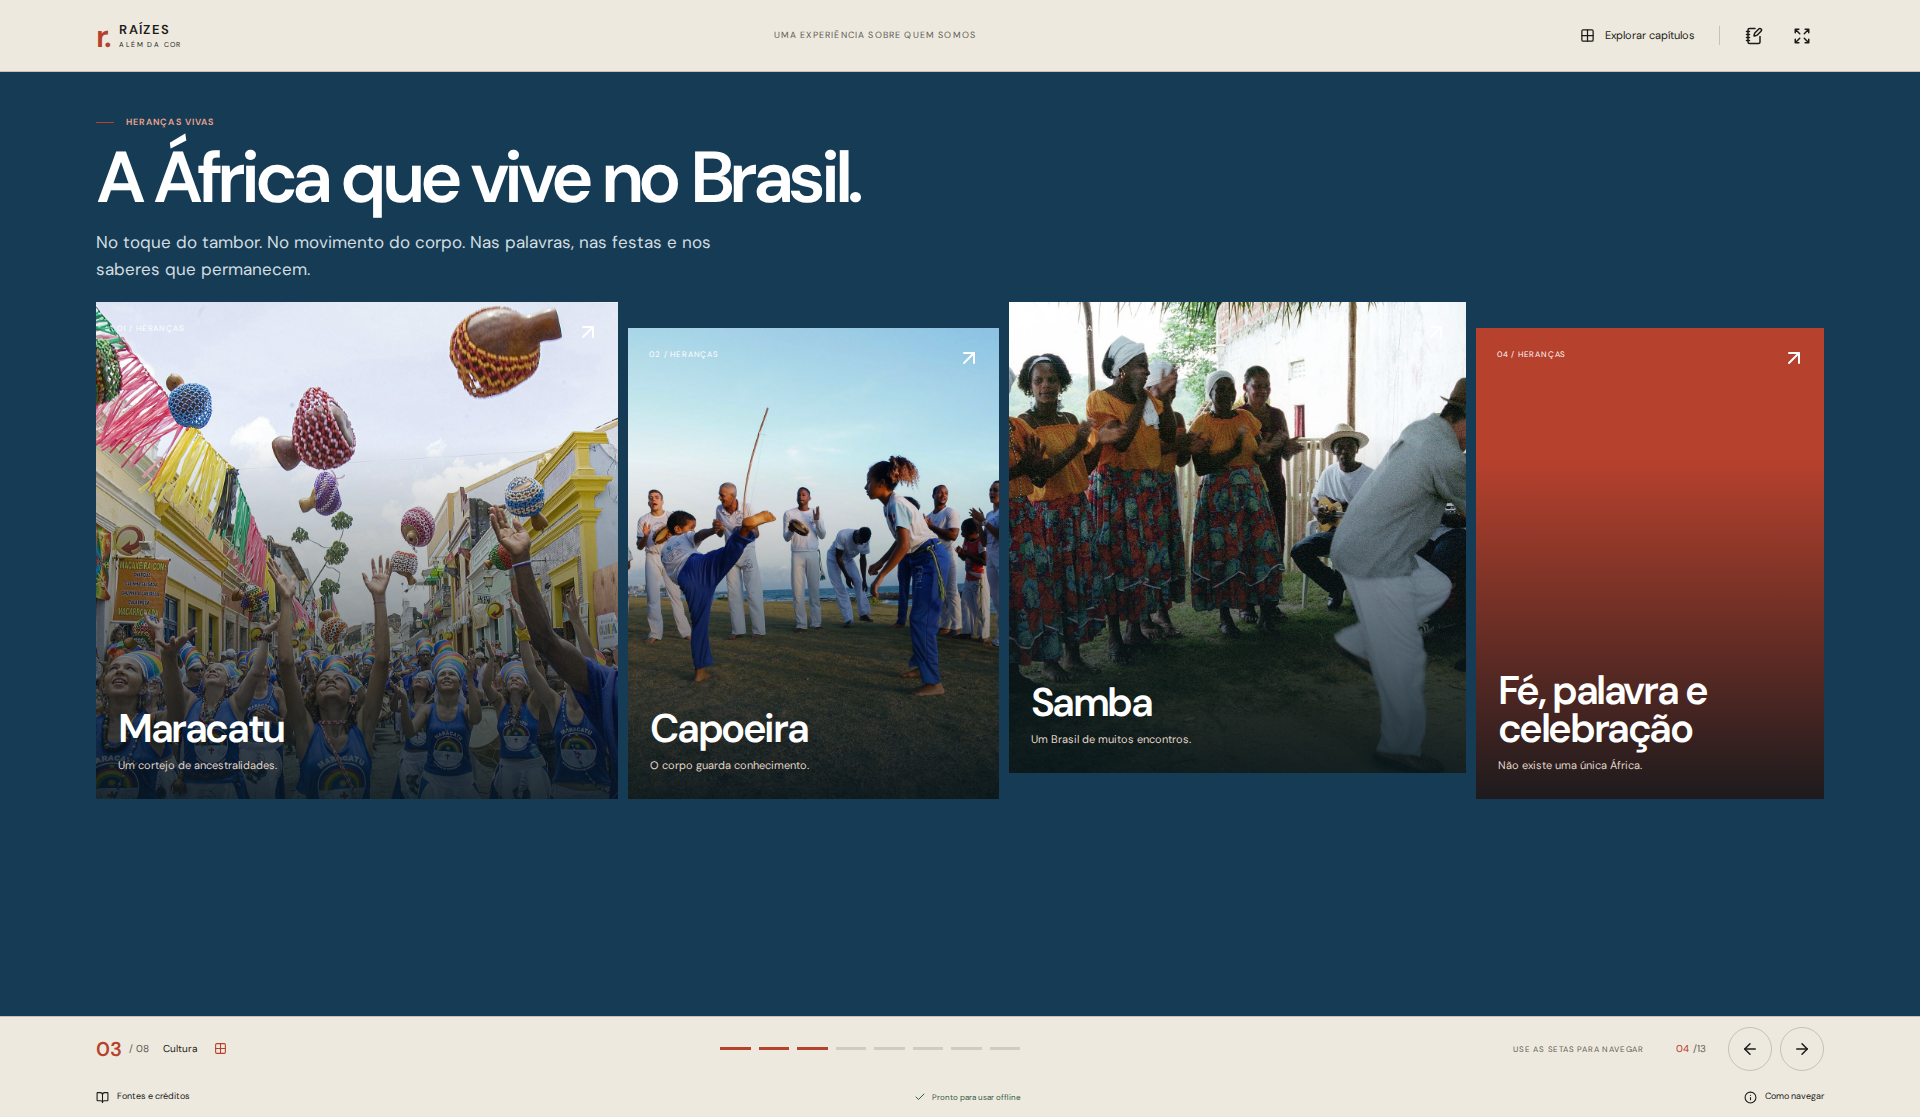 r. RAÍZES
ALÉM DA COR
UMA EXPERIÊNCIA SOBRE QUEM SOMOS
Explorar capítulos
HERANÇAS VIVAS
A África que vive no Brasil.
No toque do tambor. No movimento do corpo. Nas palavras, nas festas e nos
saberes que permanecem.
01 / HERANÇAS
Maracatu
Um cortejo de ancestralidades.
02 / HERANÇAS
Capoeira
O corpo guarda conhecimento.
Samba
Um Brasil de muitos encontros.
04 / HERANÇAS
Fé, palavra e
celebração
Não existe uma única África.
03 / 08 Cultura
USE AS SETAS PARA NAVEGAR
04 /13
Fontes e créditos
Pronto para usar offline
Como navegar